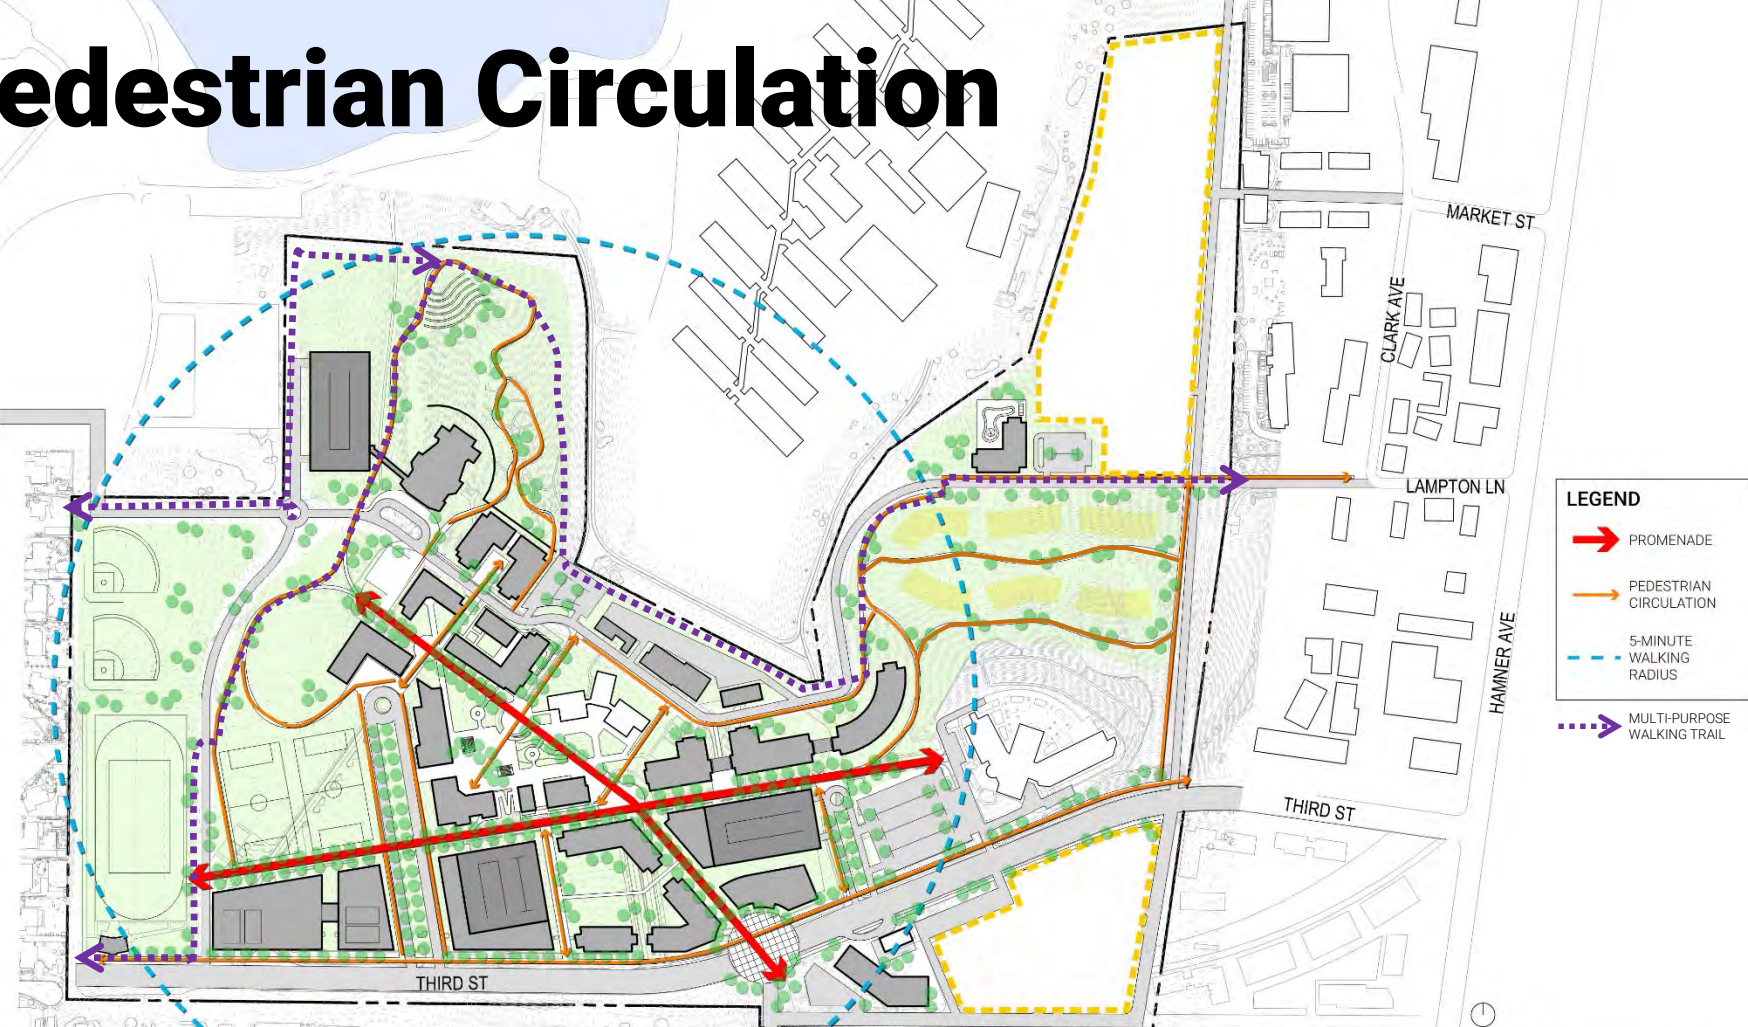 edestrian Circulation
MARKET ST
CLARK AVE
LAMPTON LN
HAMNER AVE
THIRD ST
THIRD ST
LEGEND
PROMENADE
PEDESTRIAN
CIRCULATION
5-MINUTE
WALKING
RADIUS
MULTI-PURPOSE
WALKING TRAIL